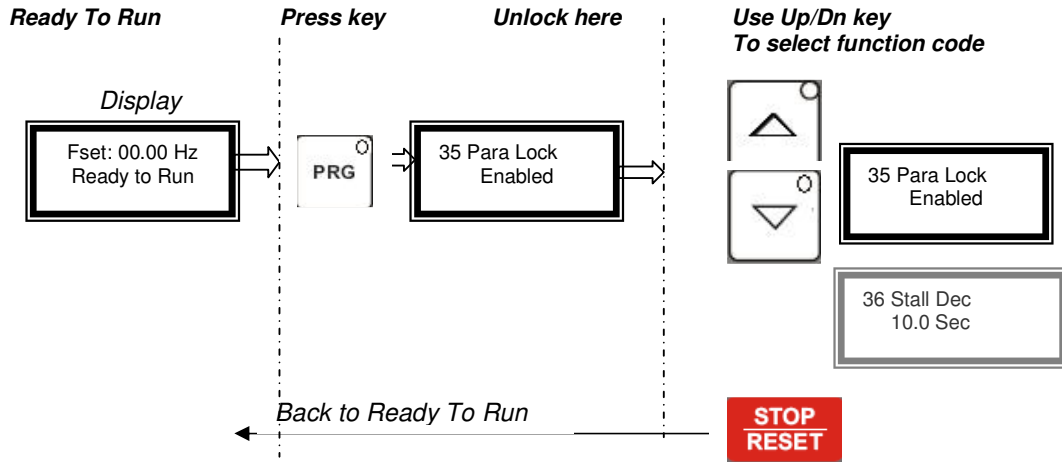 Ready To Run
Press key
Unlock here
Use Up/Dn key
To select function code
Display
Fset: 00.00 Hz
Ready to Run
PRG
35 Para Lock
Enabled
35 Para Lock
Enabled
36 Stall Dec
10.0 Sec
Back to Ready To Run
STOP
RESET